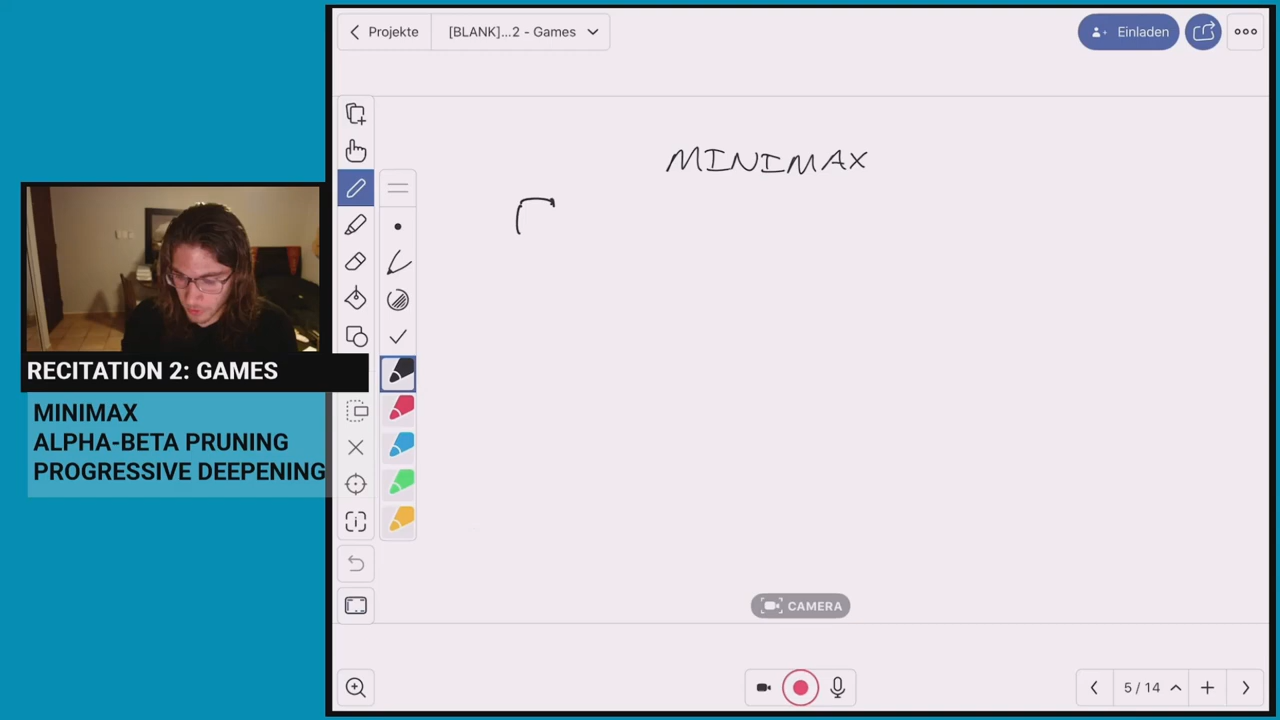 Projekte
[BLANK]...2 - Games
Einladen
MINIMAX
RECITATION 2: GAMES
MINIMAX
ALPHA-BETA PRUNING
PROGRESSIVE DEEPENING
CAMERA
5 / 14